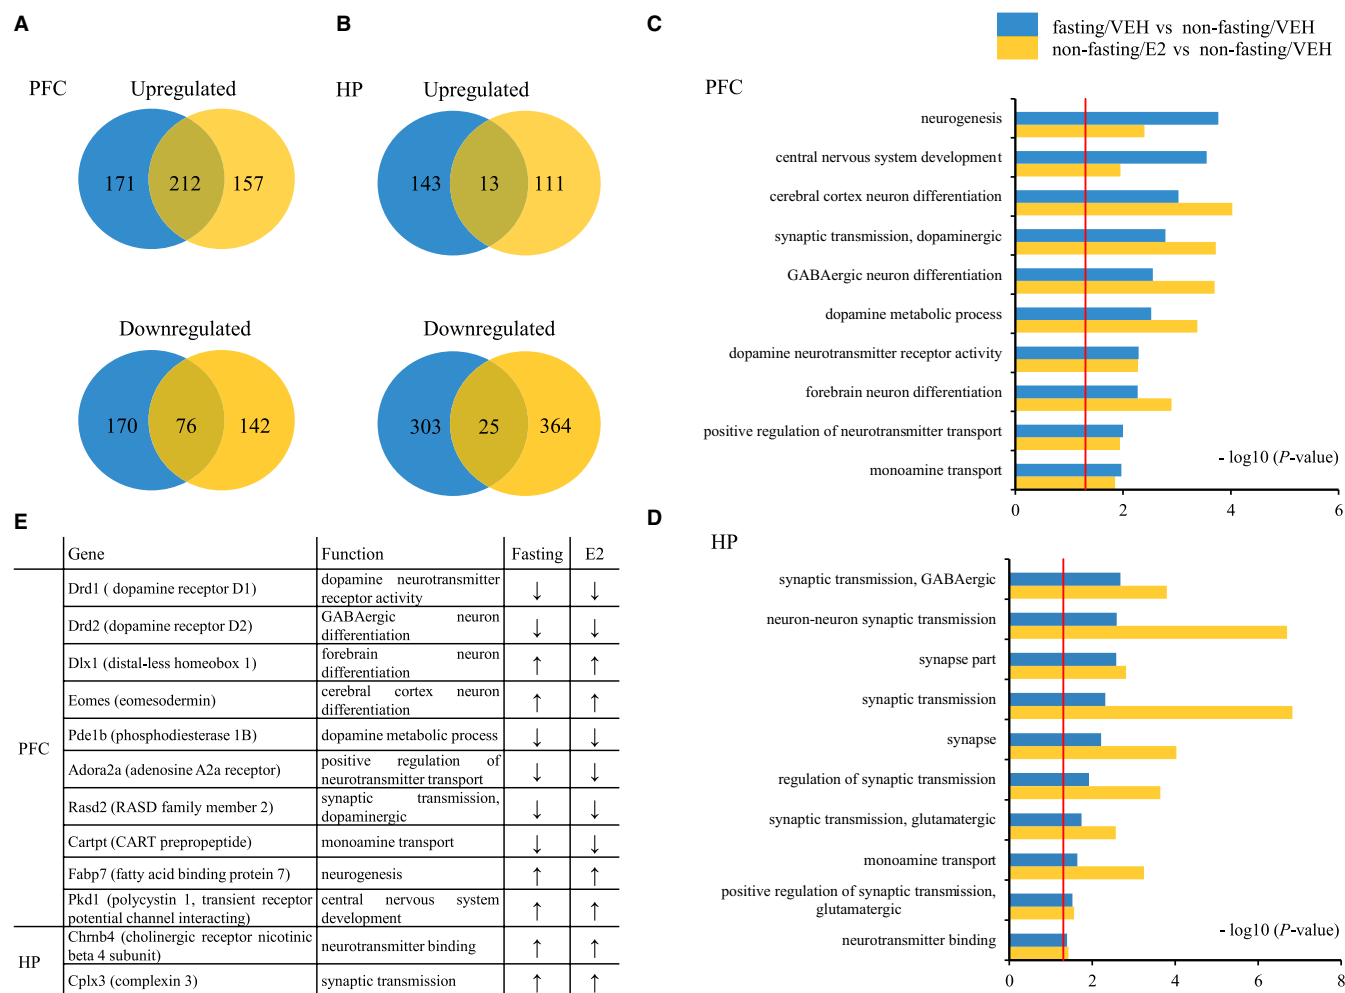 A
PFC
Upregulated
171 212 157
Downregulated
170 76 142
B
HP
Upregulated
143 13 111
Downregulated
303 25 364
C
fasting/VEH vs non-fasting/VEH
non-fasting/E2 vs non-fasting/VEH
PFC
neurogenesis
central nervous system development
cerebral cortex neuron differentiation
synaptic transmission, dopaminergic
GABAergic neuron differentiation
dopamine metabolic process
dopamine neurotransmitter receptor activity
forebrain neuron differentiation
positive regulation of neurotransmitter transport
monoamine transport
- log10 (P-value)
0 2 4 6
D
HP
synaptic transmission, GABAergic
neuron-neuron synaptic transmission
synapse part
synaptic transmission
synapse
regulation of synaptic transmission
synaptic transmission, glutamatergic
monoamine transport
positive regulation of synaptic transmission,
glutamatergic
neurotransmitter binding
- log10 (P-value)
0 2 4 6 8
E
Gene Function Fasting E2
PFC
Drd1 ( dopamine receptor D1) dopamine neurotransmitter
receptor activity ↓ ↓
Drd2 (dopamine receptor D2) GABAergic neuron
differentiation ↓ ↓
Dlx1 (distal-less homeobox 1) forebrain neuron
differentiation ↑ ↑
Eomes (eomesodermin) cerebral cortex neuron
differentiation ↑ ↑
Pde1b (phosphodiesterase 1B) dopamine metabolic process ↓ ↓
Adora2a (adenosine A2a receptor) positive regulation of
neurotransmitter transport ↓ ↓
Rasd2 (RASD family member 2) synaptic transmission,
dopaminergic ↓ ↓
Cartpt (CART prepropeptide) monoamine transport ↓ ↓
Fabp7 (fatty acid binding protein 7) neurogenesis ↑ ↑
Pkd1 (polycystin 1, transient receptor
potential channel interacting) central nervous system
development ↑ ↑
HP
Chrnb4 (cholinergic receptor nicotinic
beta 4 subunit) neurotransmitter binding ↑ ↑
Cplx3 (complexin 3) synaptic transmission ↑ ↑